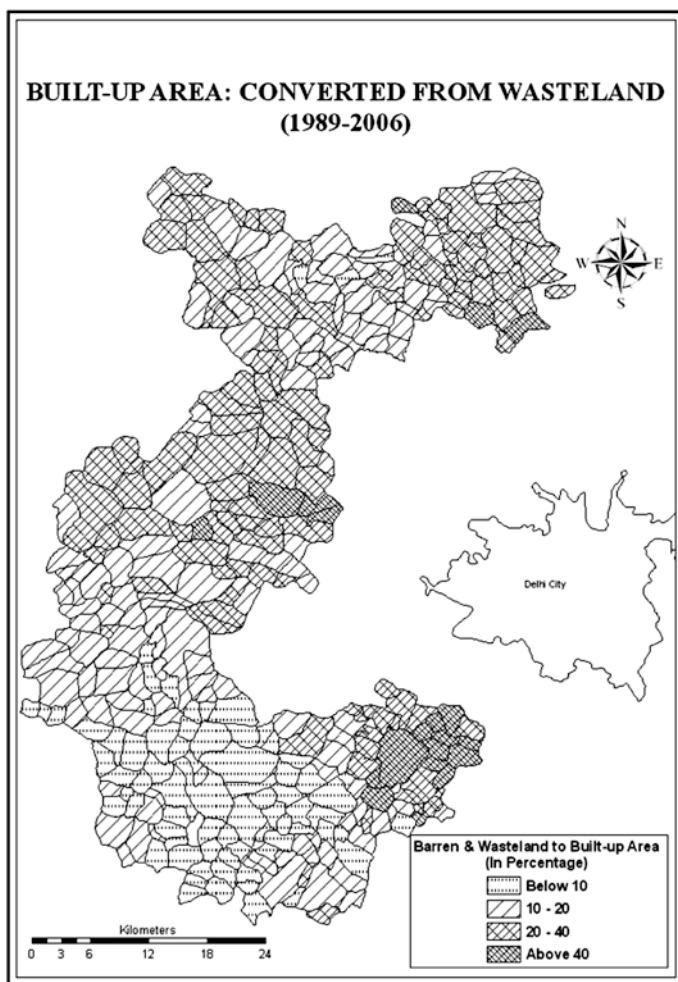 BUILT-UP AREA: CONVERTED FROM WASTELAND
(1989-2006)
N
W E
S
Delhi City
Barren & Wasteland to Built-up Area
(In Percentage)
Below 10
10 - 20
20 - 40
Above 40
Kilometers
0 3 6 12 18 24